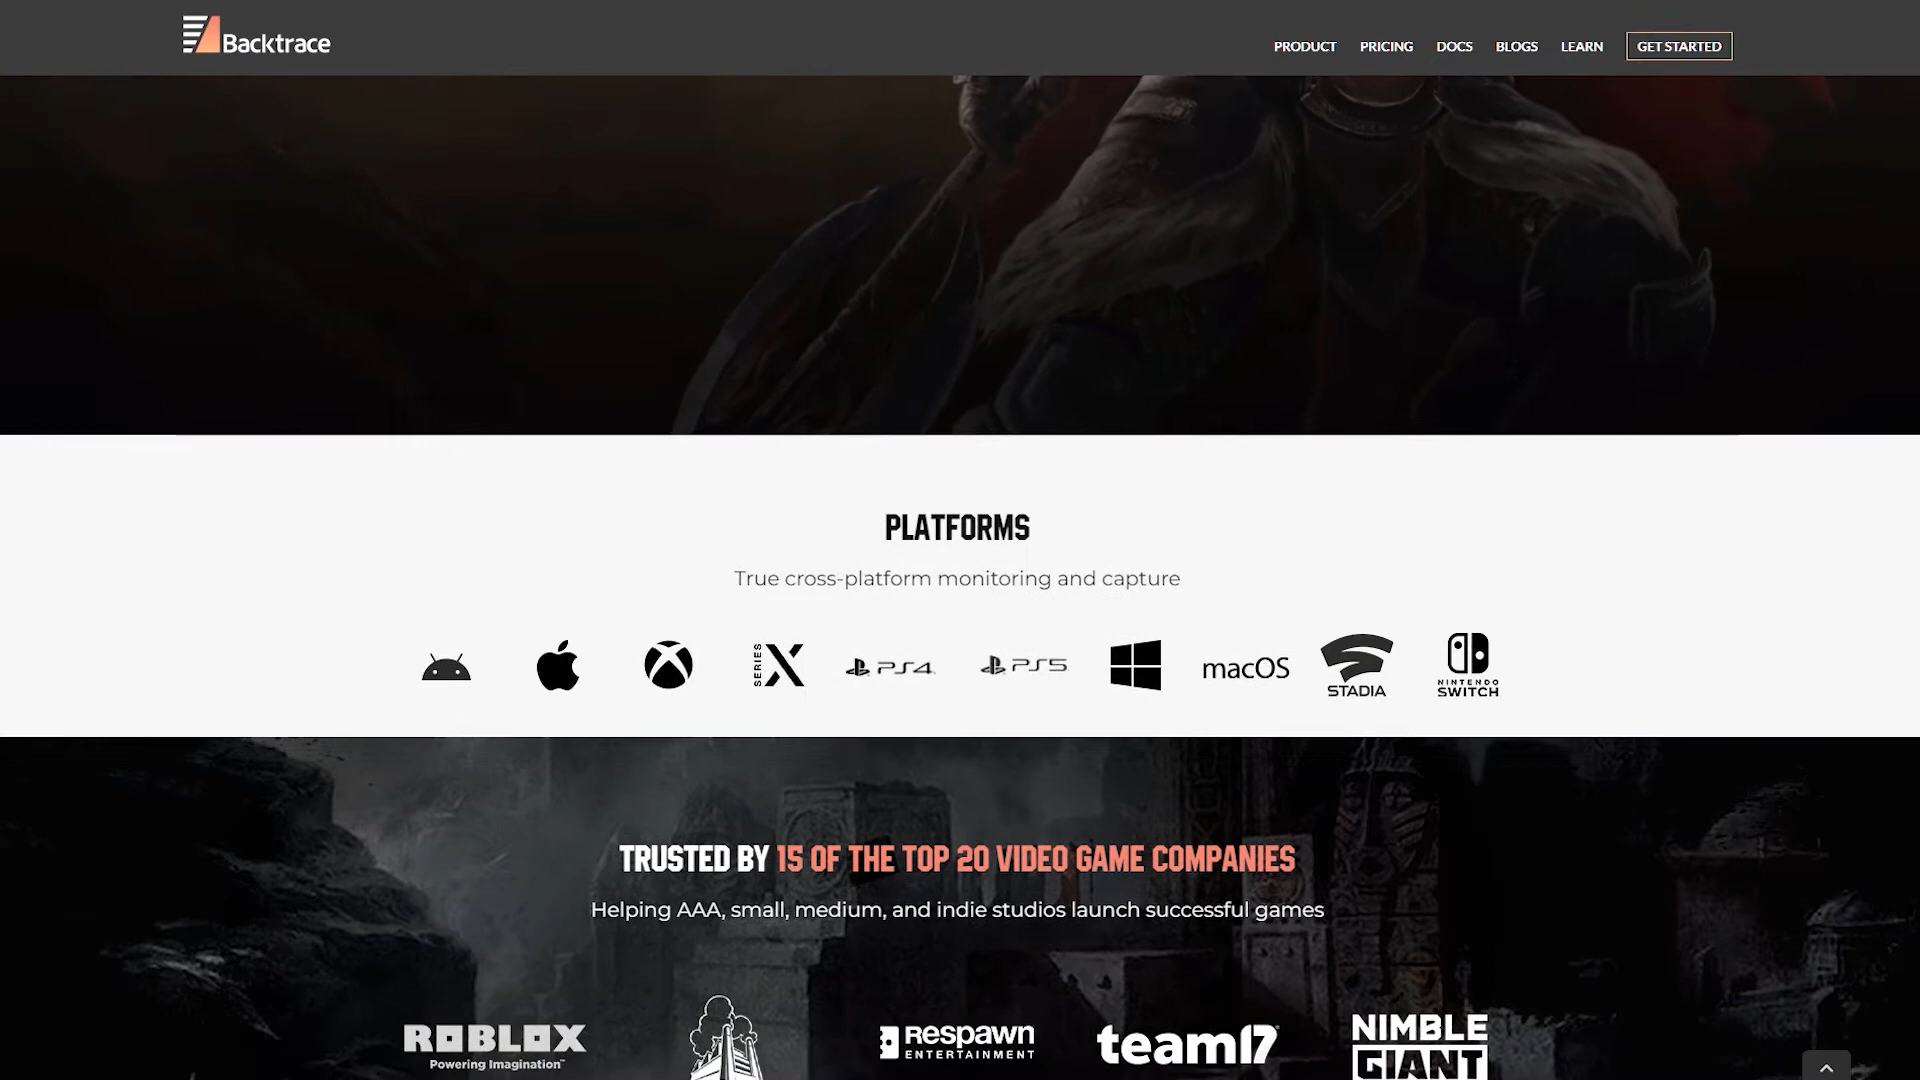 Backtrace
PRODUCT PRICING DOCS BLOGS LEARN GET STARTED
PLATFORMS
True cross-platform monitoring and capture
SERIES X
PS4
PS5
macOS
STADIA
NINTENDO
SWITCH
TRUSTED BY 15 OF THE TOP 20 VIDEO GAME COMPANIES
Helping AAA, small, medium, and indie studios launch successful games
ROBLOX
Powering Imagination™
RESPAWN
ENTERTAINMENT
team17
NIMBLE
GIANT